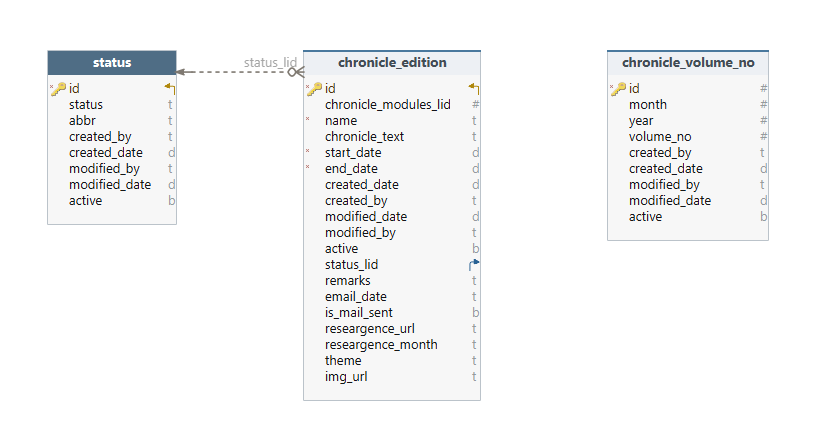 status
id
status t
abbr t
created_by t
created_date d
modified_by t
modified_date d
active b
status_lid
chronicle_edition
* id
chronicle_modules_lid #
* name t
chronicle_text t
* start_date d
* end_date d
created_date d
created_by t
modified_date d
modified_by t
active b
status_lid
remarks t
email_date t
is_mail_sent b
researgence_url t
researgence_month t
theme t
img_url t
chronicle_volume_no
* id #
month #
year #
volume_no #
created_by t
created_date d
modified_by t
modified_date d
active b